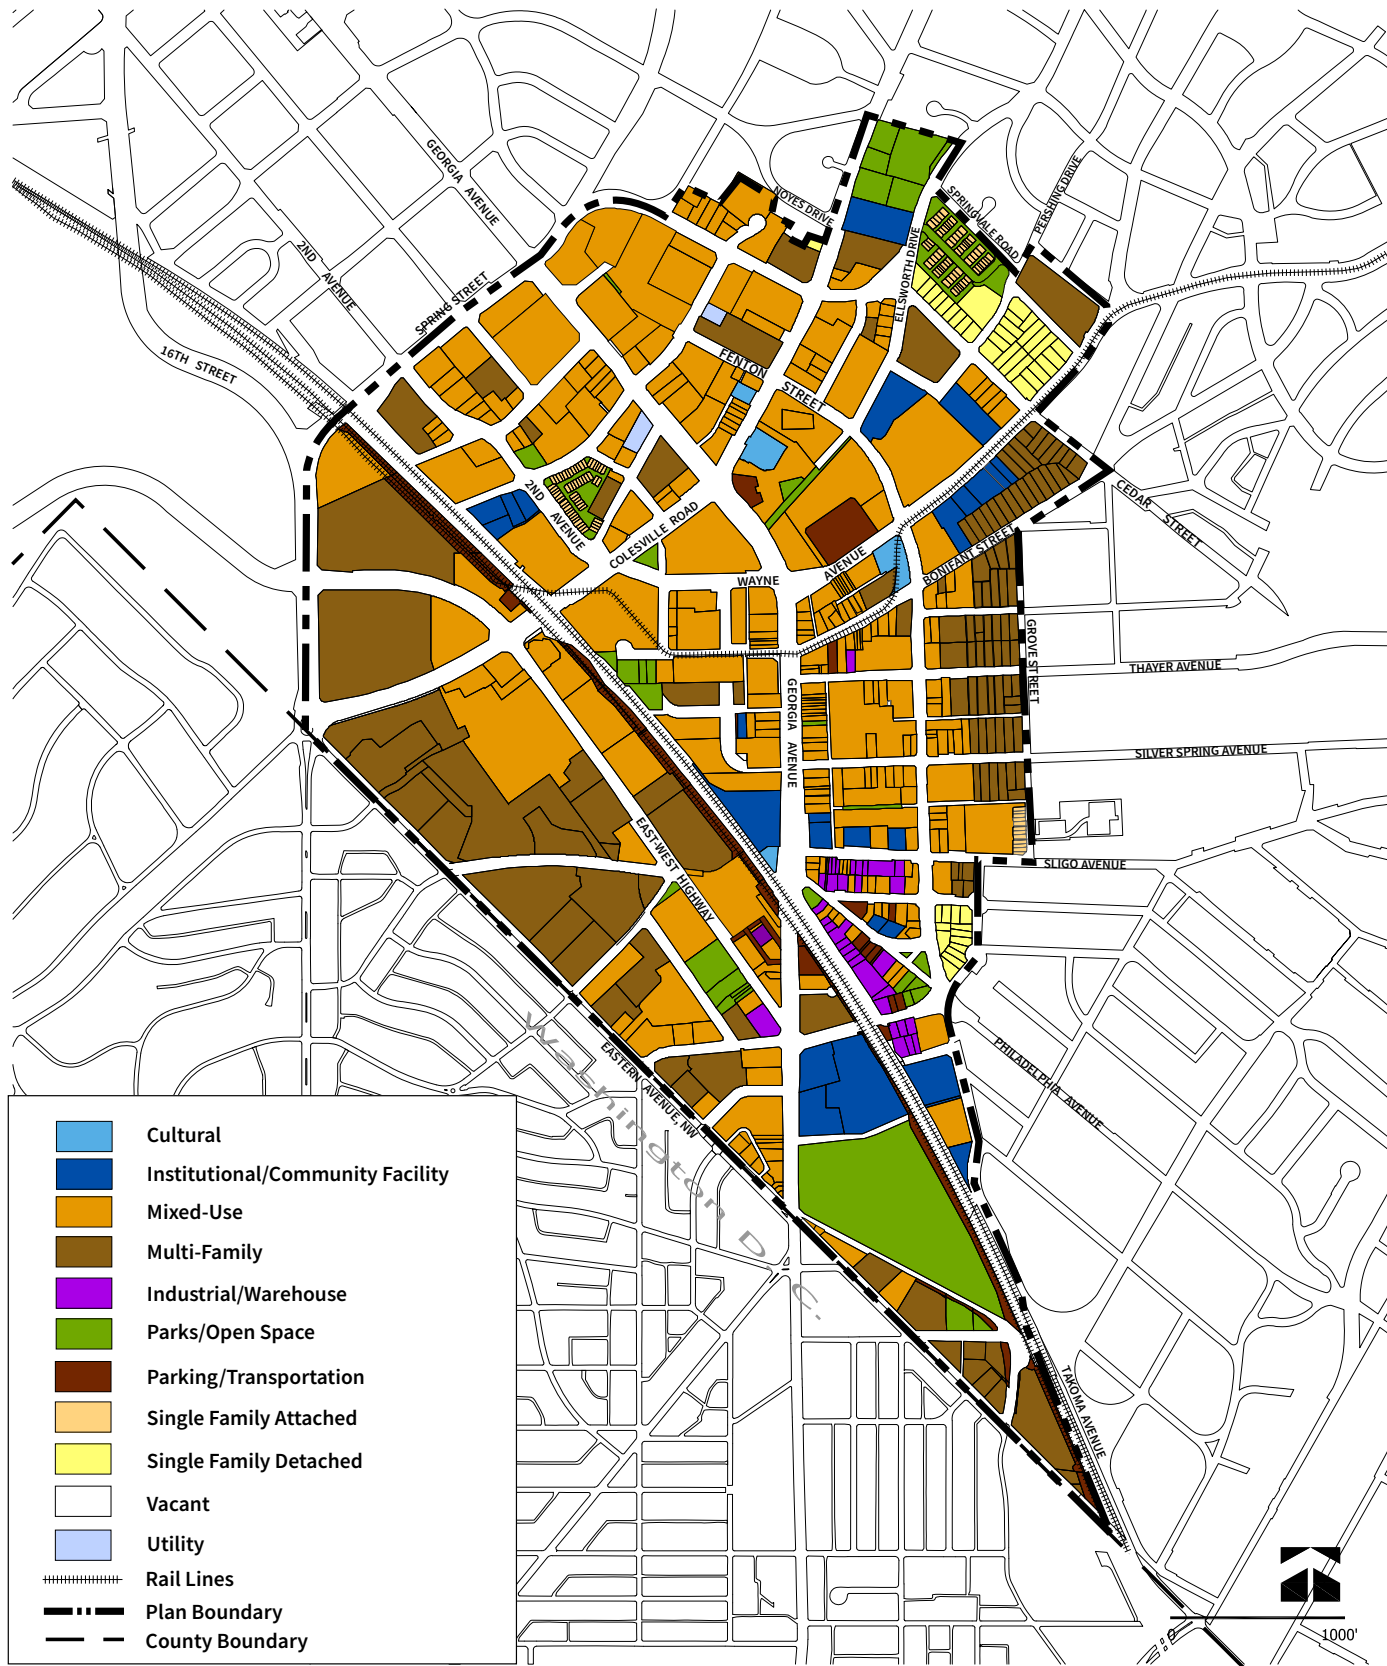 GEORGIA AVENUE
2ND AVENUE
SPRING STREET
16TH STREET
NOYES DRIVE
SPRINGVALE ROAD
PERSHING DRIVE
ELLSWORTH DRIVE
FENTON STREET
2ND AVENUE
COLESVILLE ROAD
WAYNE AVENUE
BONIFANT STREET
CEDAR STREET
GROVE STREET
THAYER AVENUE
GEORGIA AVENUE
SILVER SPRING AVENUE
EAST-WEST HIGHWAY
SLIGO AVENUE
PHILADELPHIA AVENUE
EASTERN AVENUE, NW
Washington D.C.
TAKOMA AVENUE
Cultural
Institutional/Community Facility
Mixed-Use
Multi-Family
Industrial/Warehouse
Parks/Open Space
Parking/Transportation
Single Family Attached
Single Family Detached
Vacant
Utility
Rail Lines
Plan Boundary
County Boundary
0 1000'